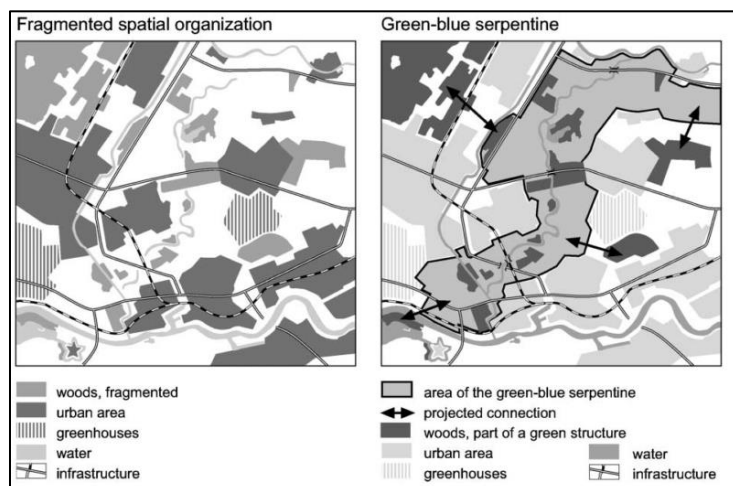 Fragmented spatial organization
Green-blue serpentine
woods, fragmented
urban area
greenhouses
water
infrastructure
area of the green-blue serpentine
projected connection
woods, part of a green structure
urban area
water
greenhouses
infrastructure